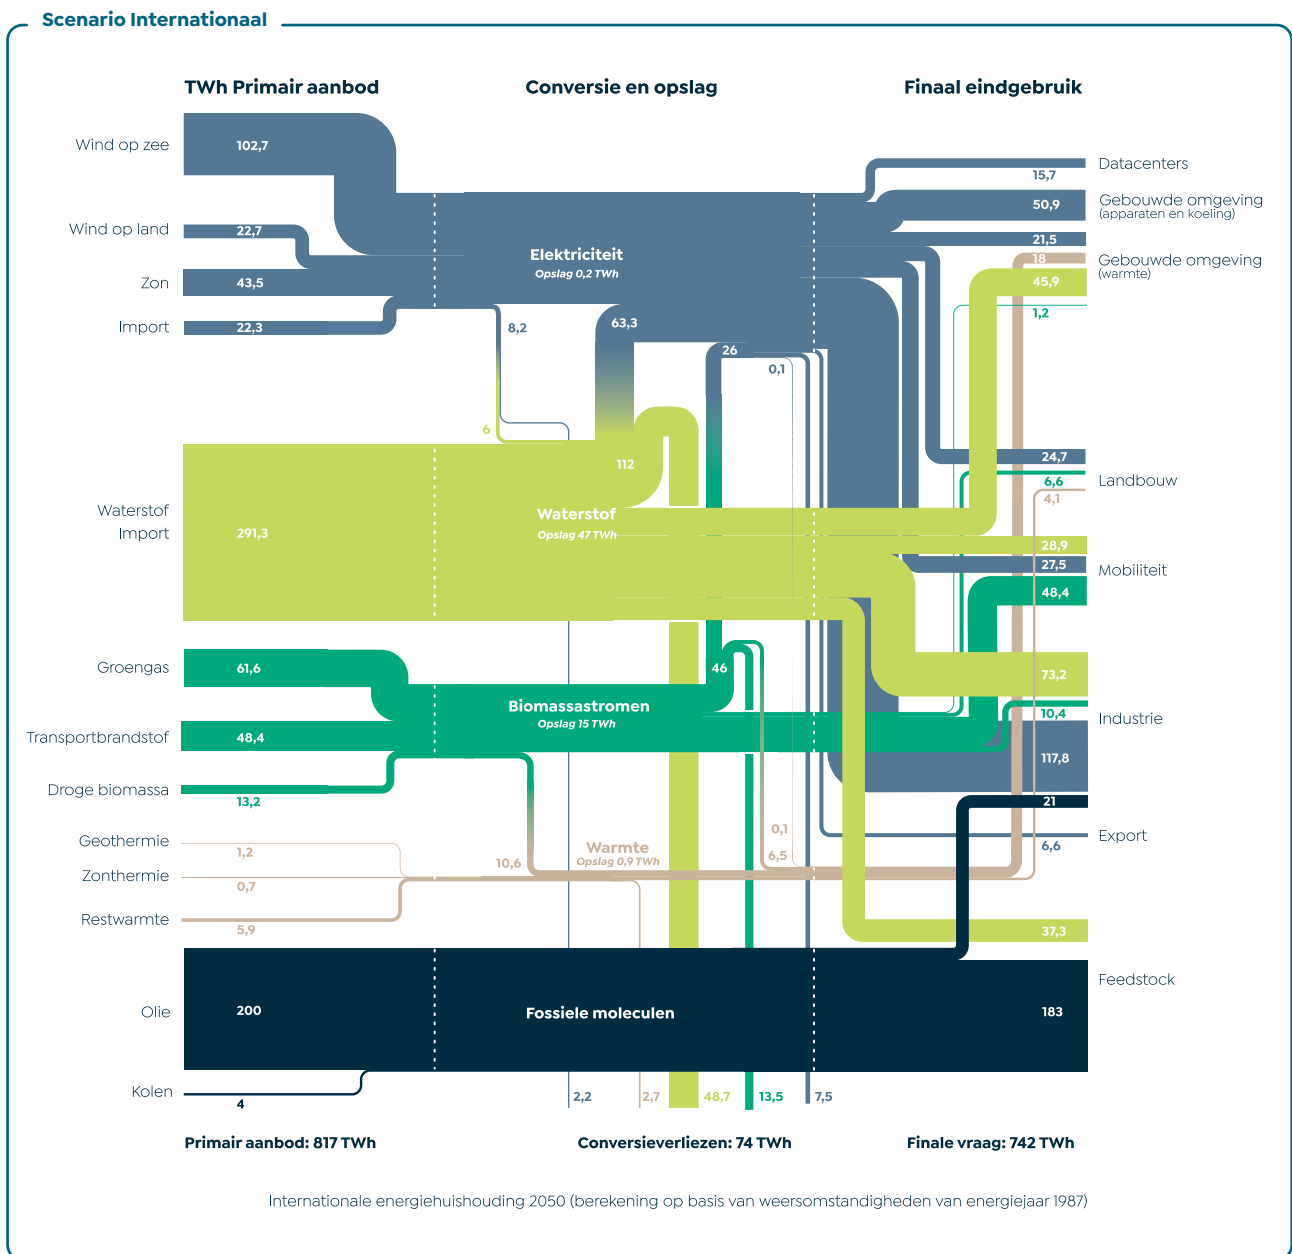 Scenario Internationaal
TWh Primair aanbod
Conversie en opslag
Finaal eindgebruik
Wind op zee
102,7
Datacenters
15,7
50,9
Gebouwde omgeving
(apparaten en koeling)
Wind op land
22,7
21,5
Elektriciteit
Opslag 0,2 TWh
18
Gebouwde omgeving
(warmte)
Zon
43,5
45,9
Import
22,3
8,2
63,3
1,2
26
0,1
6
112
24,7
Landbouw
6,6
4,1
Waterstof
Import
291,3
Waterstof
Opslag 47 TWh
28,9
27,5
Mobiliteit
48,4
Groengas
61,6
46
73,2
Biomassastromen
Opslag 15 TWh
10,4
Industrie
Transportbrandstof
48,4
117,8
Droge biomassa
13,2
21
Geothermie
1,2
0,1
Export
6,6
Warmte
Opslag 0,9 TWh
10,6
6,5
Zonthermie
0,7
Restwarmte
5,9
37,3
Feedstock
Olie
200
Fossiele moleculen
183
Kolen
4
2,2
2,7
48,7
13,5
7,5
Primair aanbod: 817 TWh
Conversieverliezen: 74 TWh
Finale vraag: 742 TWh
Internationale energiehuishouding 2050 (berekening op basis van weersomstandigheden van energiejaar 1987)